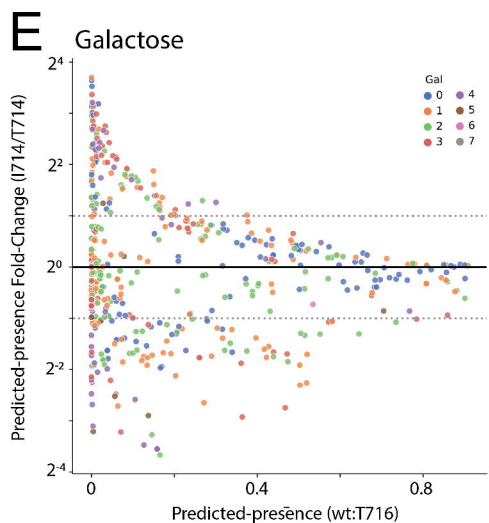 E
Galactose
Predicted-presence Fold-Change (I714/T714)
2^4
2^2
2^0
2^-2
2^-4
Gal
0 4
1 5
2 6
3 7
0 0.4 0.8
Predicted-presence (wt:T716)